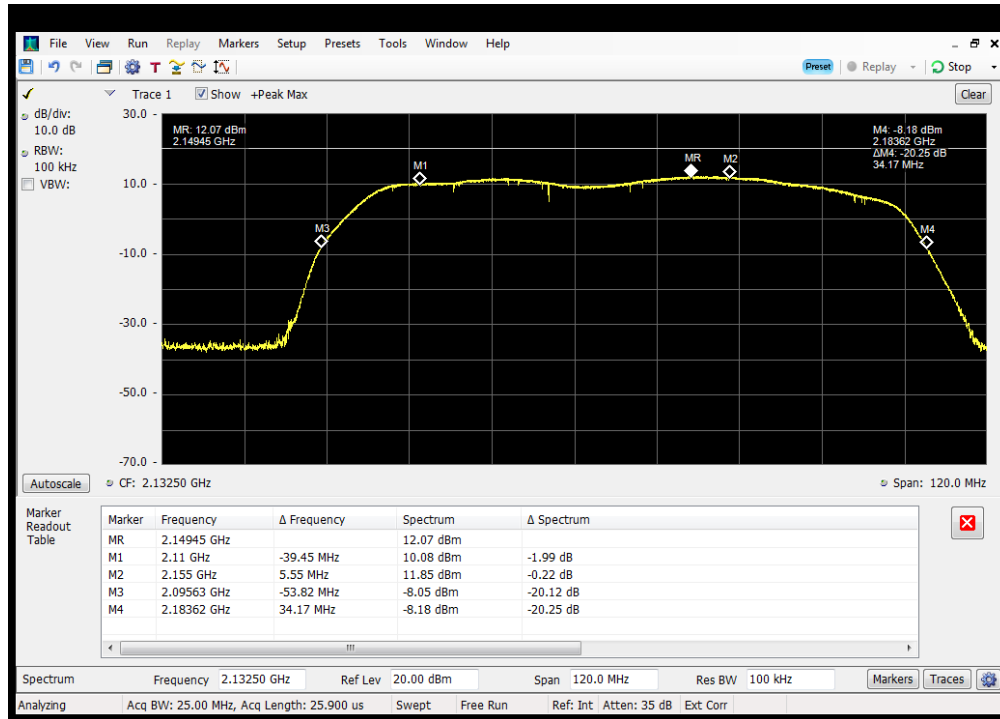 File View Run Replay Markers Setup Presets Tools Window Help
T Preset Replay Stop
Trace 1 Show +Peak Max Clear
dB/div:
10.0 dB
RBW:
100 kHz
VBW:
30.0 -
10.0 -
-10.0 -
-30.0 -
-50.0 -
-70.0 -
MR: 12.07 dBm
2.14945 GHz
M4: -8.18 dBm
2.18362 GHz
ΔM4: -20.25 dB
34.17 MHz
M1
MR
M2
M3
M4
Autoscale CF: 2.13250 GHz Span: 120.0 MHz
Marker
Readout
Table
Marker Frequency Δ Frequency Spectrum Δ Spectrum
MR 2.14945 GHz 12.07 dBm
M1 2.11 GHz -39.45 MHz 10.08 dBm -1.99 dB
M2 2.155 GHz 5.55 MHz 11.85 dBm -0.22 dB
M3 2.09563 GHz -53.82 MHz -8.05 dBm -20.12 dB
M4 2.18362 GHz 34.17 MHz -8.18 dBm -20.25 dB
Spectrum Frequency 2.13250 GHz Ref Lev 20.00 dBm Span 120.0 MHz Res BW 100 kHz Markers Traces
Analyzing Acq BW: 25.00 MHz, Acq Length: 25.900 us Swept Free Run Ref: Int Atten: 35 dB Ext Corr